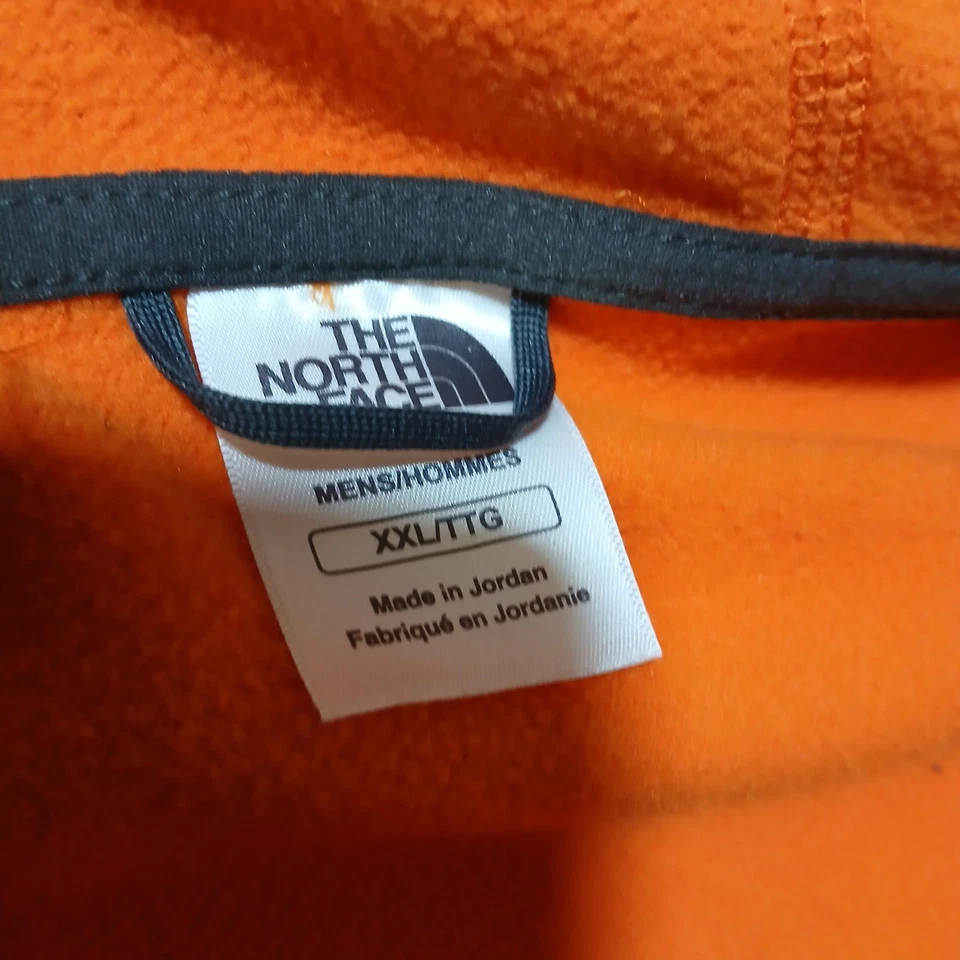 THE
NORTH
FACE
MENS/HOMMES
XXL/TTG
Made in Jordan
Fabriqué en Jordanie